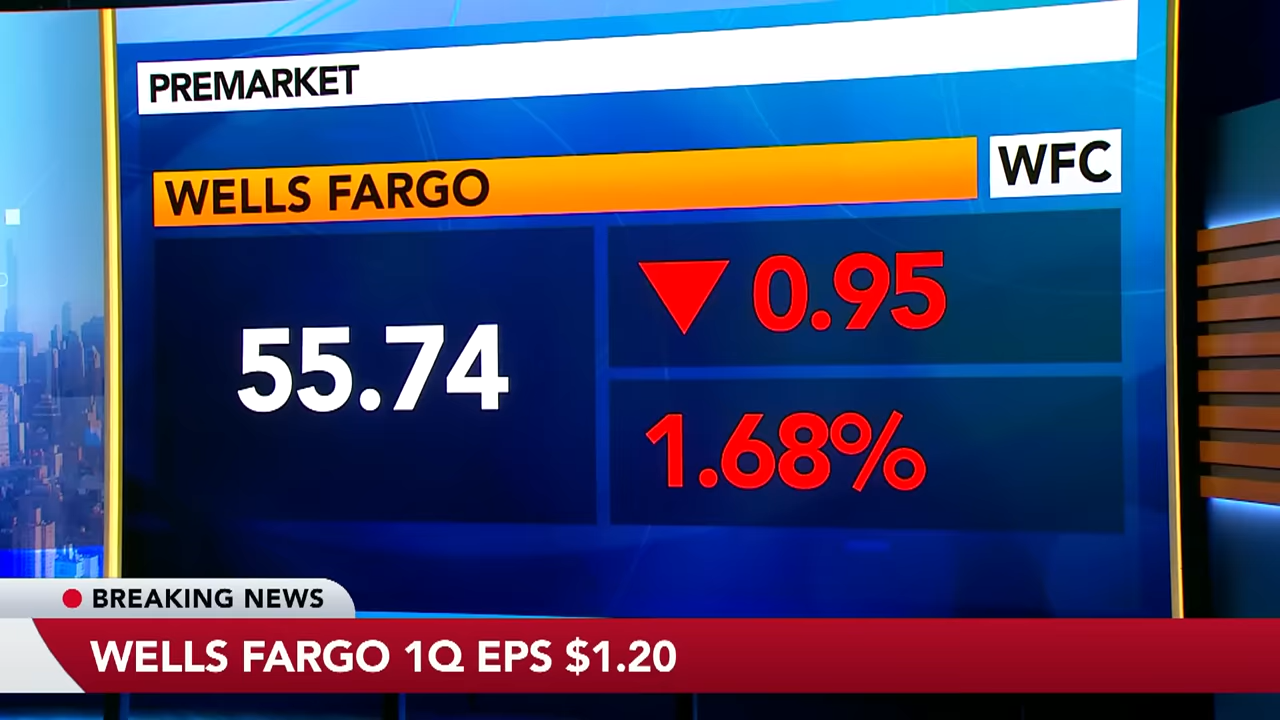 PREMARKET
WELLS FARGO
WFC
55.74
▼ 0.95
1.68%
BREAKING NEWS
WELLS FARGO 1Q EPS $1.20